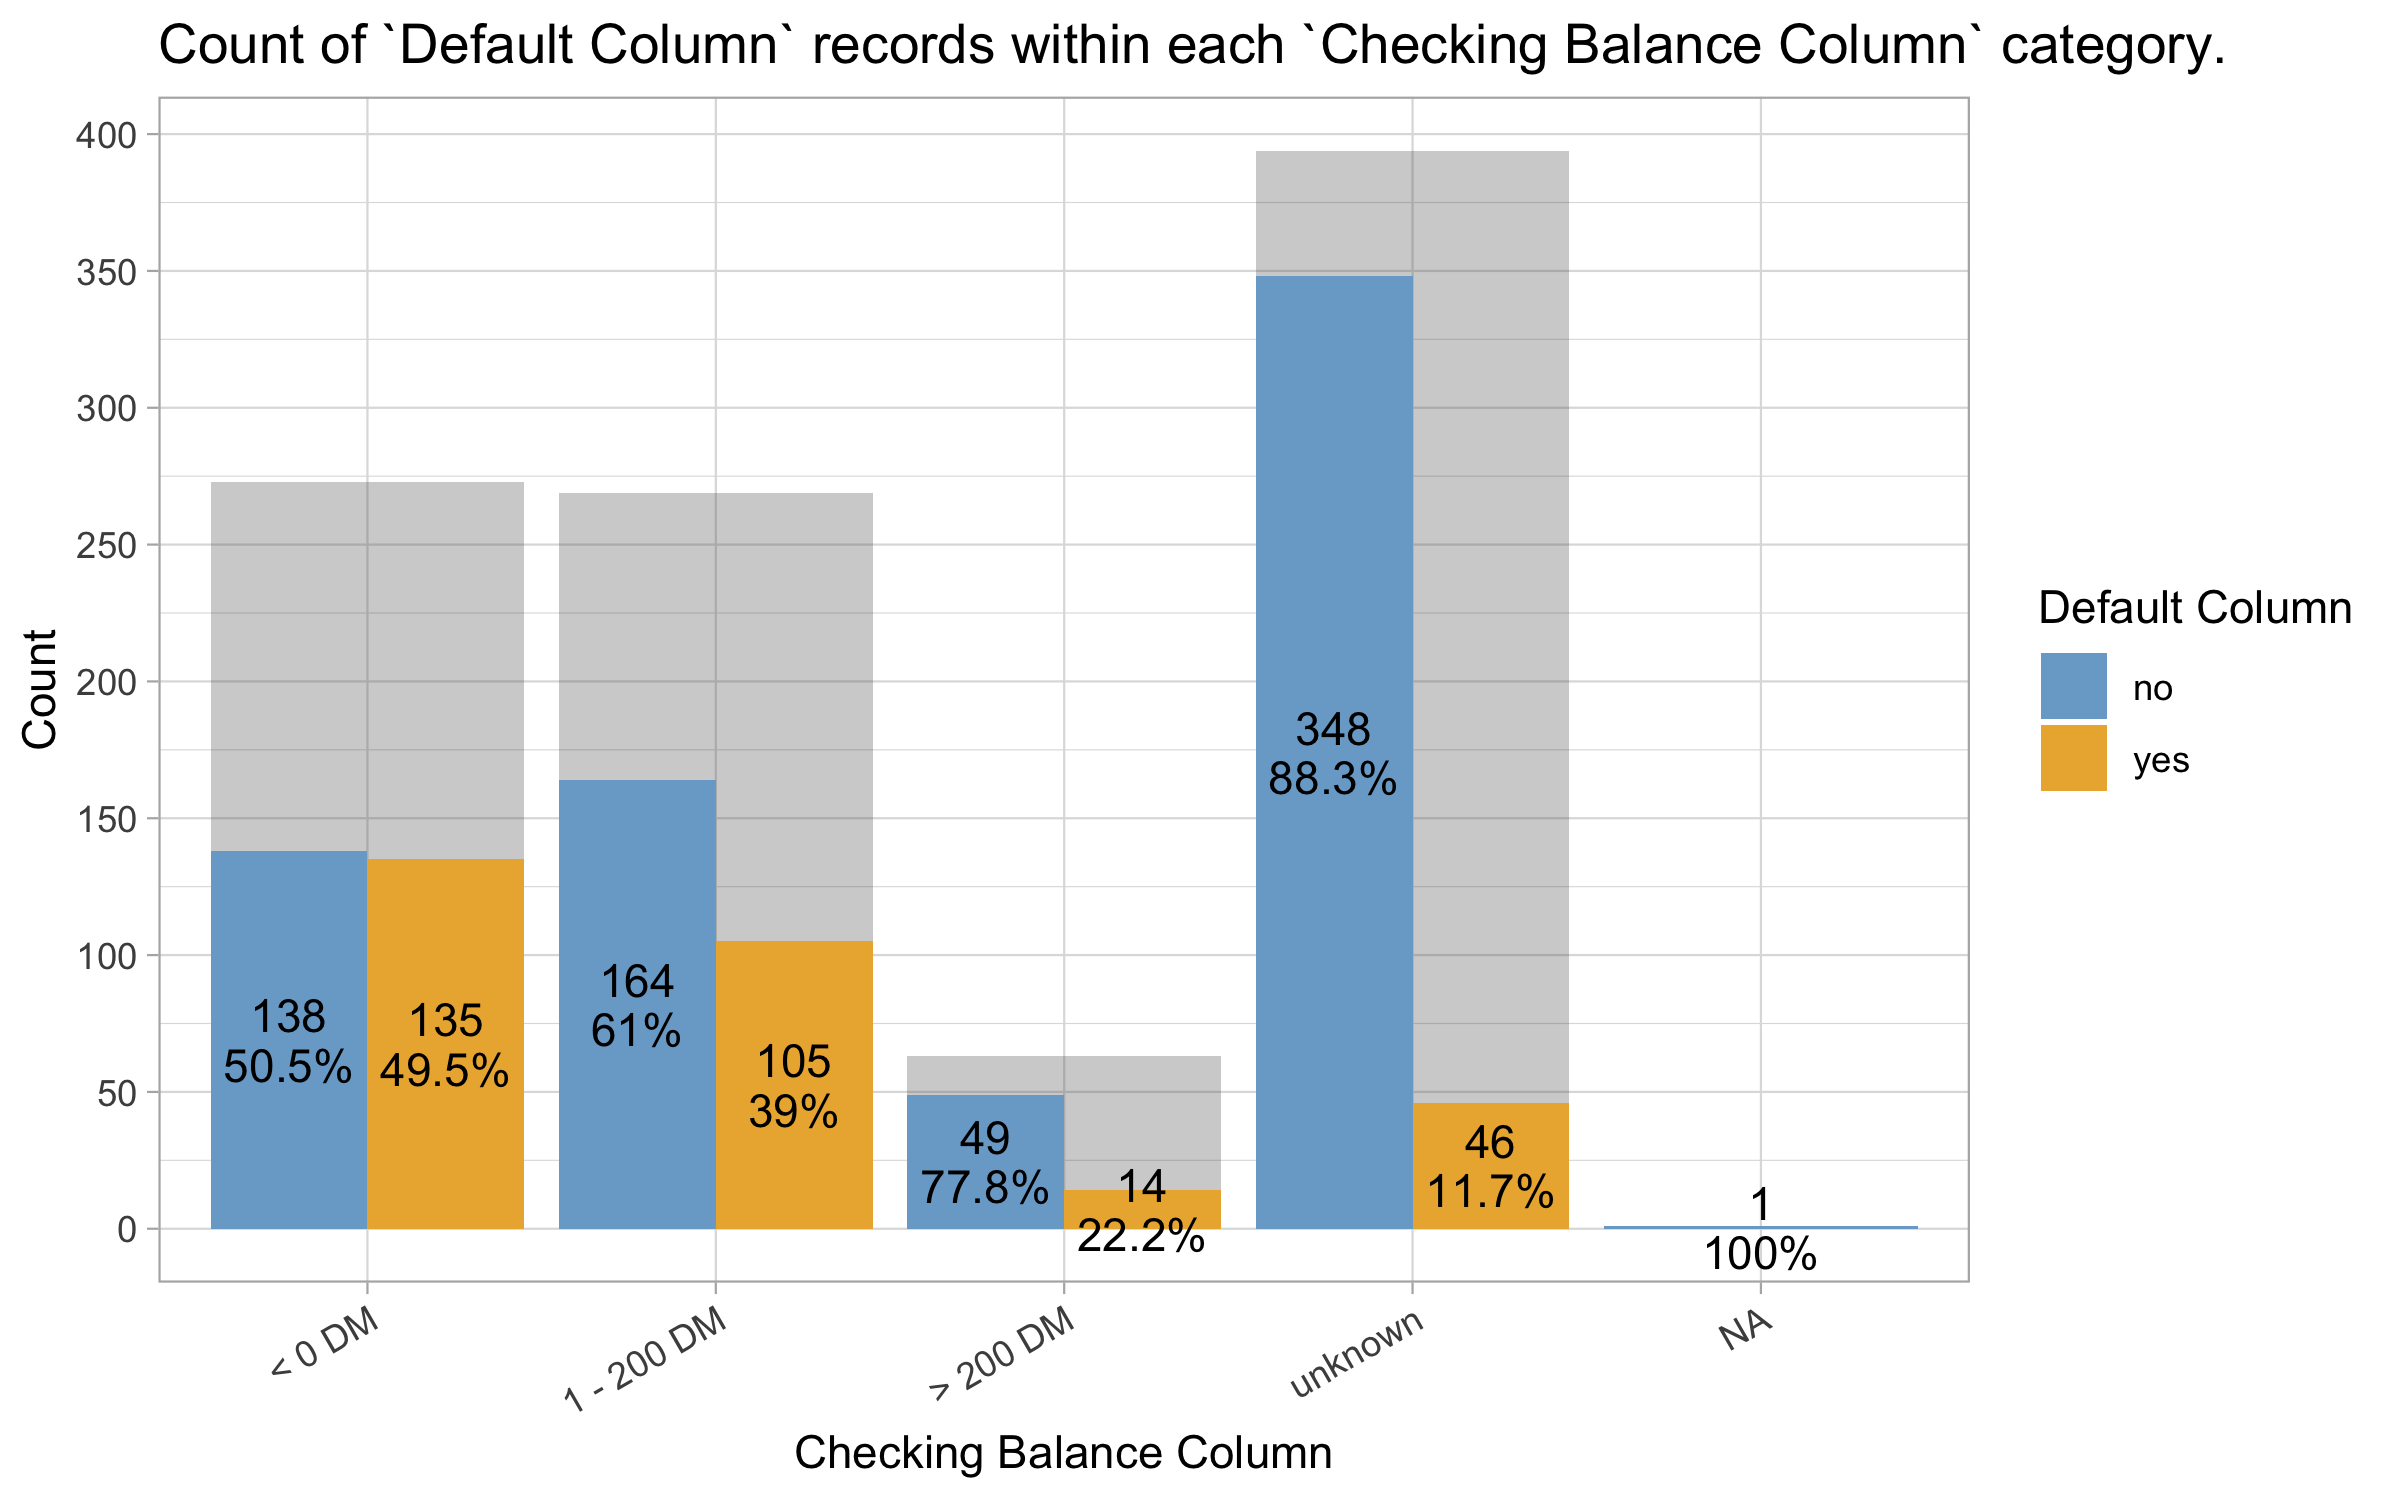 Count of `Default Column` records within each `Checking Balance Column` category.
400
350
300
250
200
150
100
50
0
Count
138
50.5%
135
49.5%
164
61%
105
39%
49
77.8%
14
22.2%
348
88.3%
46
11.7%
1
100%
< 0 DM
1 - 200 DM
> 200 DM
unknown
NA
Checking Balance Column
Default Column
no
yes